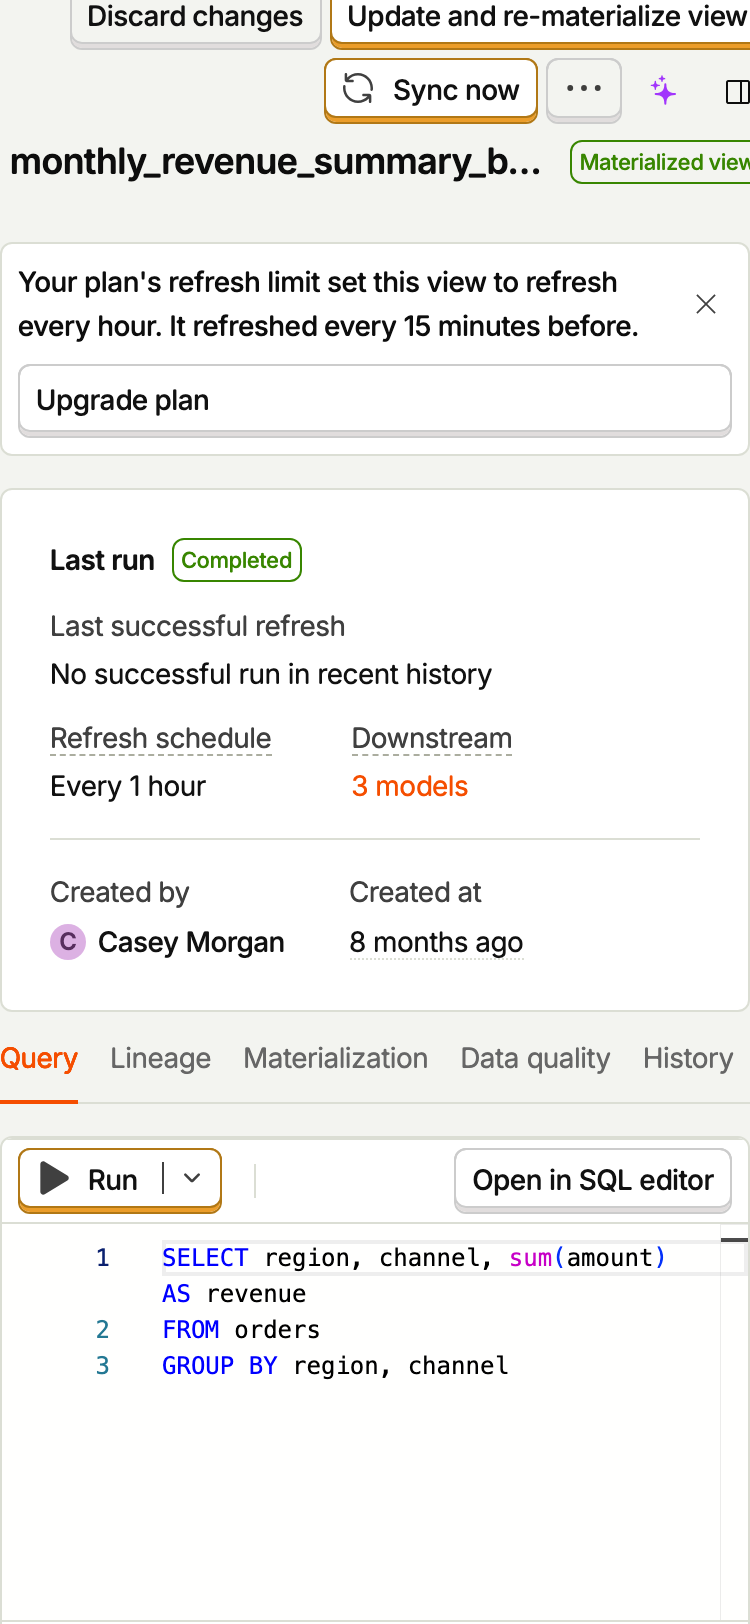 Discard changes
Update and re-materialize view
Sync now
monthly_revenue_summary_b...
Materialized view
Your plan's refresh limit set this view to refresh
every hour. It refreshed every 15 minutes before.
Upgrade plan
Last run
Completed
Last successful refresh
No successful run in recent history
Refresh schedule
Downstream
Every 1 hour
3 models
Created by
Created at
C
Casey Morgan
8 months ago
Query
Lineage
Materialization
Data quality
History
Run
Open in SQL editor
1 SELECT region, channel, sum(amount)
AS revenue
2 FROM orders
3 GROUP BY region, channel